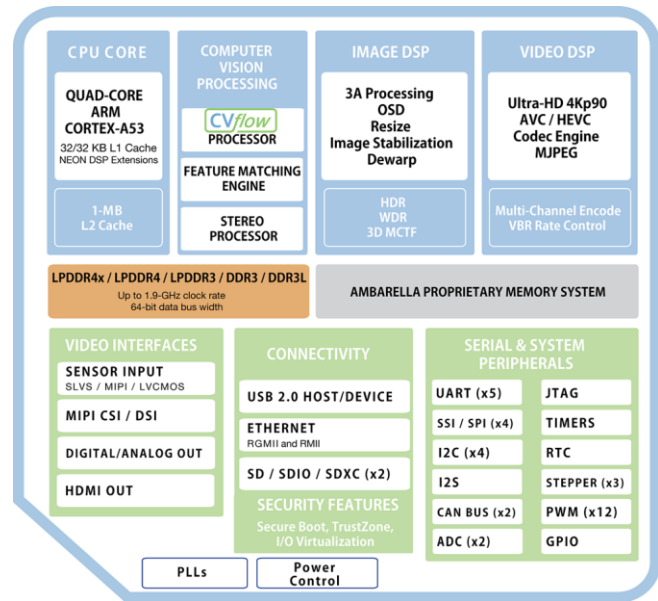 CPU CORE
QUAD-CORE
ARM
CORTEX-A53
32/32 KB L1 Cache
NEON DSP Extensions
1-MB
L2 Cache
COMPUTER
VISION
PROCESSING
CVflow
PROCESSOR
FEATURE MATCHING
ENGINE
STEREO
PROCESSOR
IMAGE DSP
3A Processing
OSD
Resize
Image Stabilization
Dewarp
HDR
WDR
3D MCTF
VIDEO DSP
Ultra-HD 4Kp90
AVC / HEVC
Codec Engine
MJPEG
Multi-Channel Encode
VBR Rate Control
LPDDR4x / LPDDR4 / LPDDR3 / DDR3 / DDR3L
Up to 1.9-GHz clock rate
64-bit data bus width
AMBARELLA PROPRIETARY MEMORY SYSTEM
VIDEO INTERFACES
SENSOR INPUT
SLVS / MIPI / LVCMOS
MIPI CSI / DSI
DIGITAL/ANALOG OUT
HDMI OUT
CONNECTIVITY
USB 2.0 HOST/DEVICE
ETHERNET
RGMII and RMII
SD / SDIO / SDXC (x2)
SECURITY FEATURES
Secure Boot, TrustZone,
I/O Virtualization
SERIAL & SYSTEM
PERIPHERALS
UART (x5)
JTAG
SSI / SPI (x4)
TIMERS
I2C (x4)
RTC
I2S
STEPPER (x3)
CAN BUS (x2)
PWM (x12)
ADC (x2)
GPIO
PLLs
Power
Control